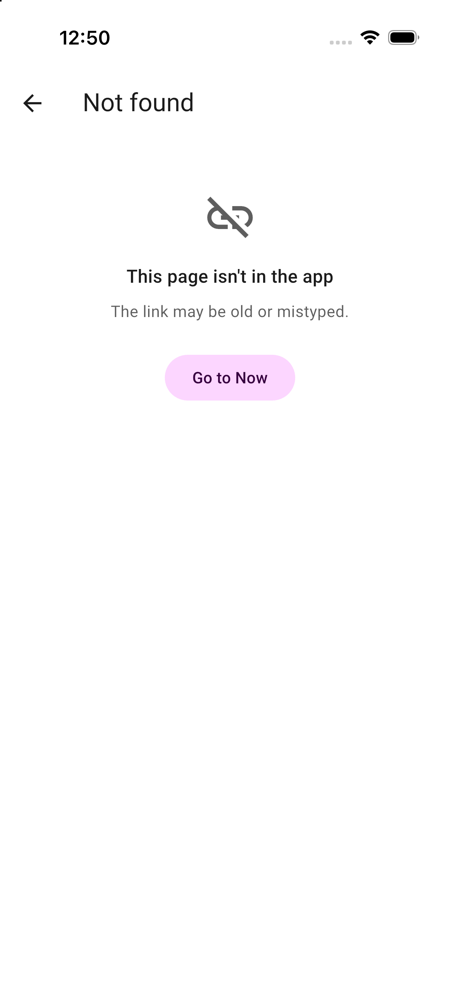 12:50
Not found
This page isn't in the app
The link may be old or mistyped.
Go to Now